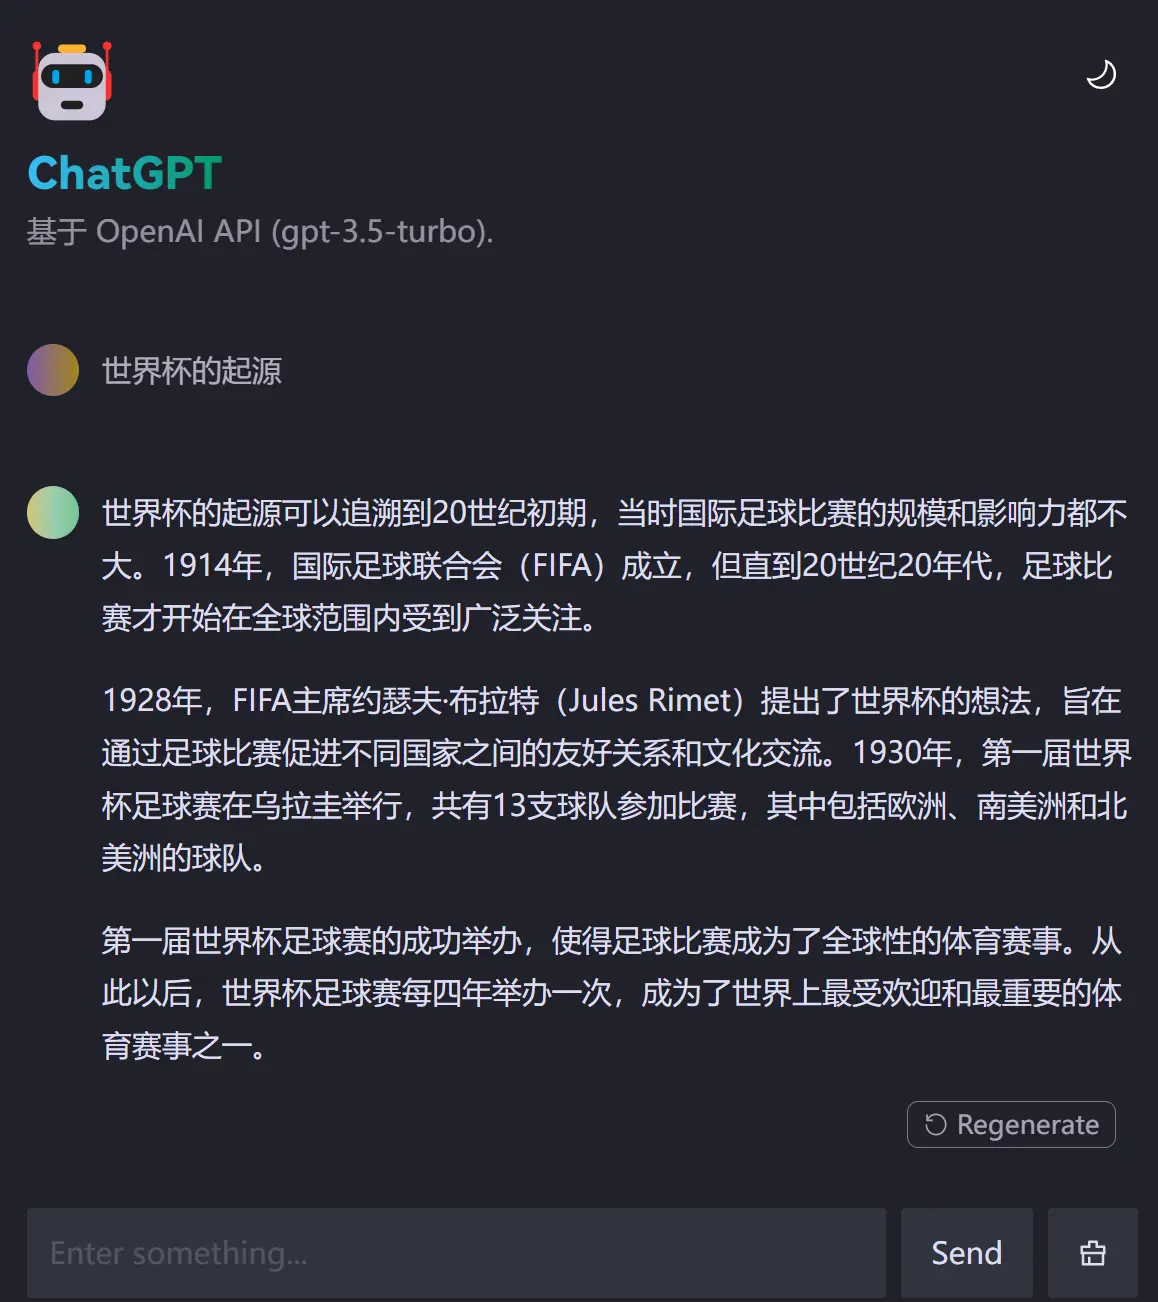 ChatGPT
基于 OpenAI API (gpt-3.5-turbo).
世界杯的起源
世界杯的起源可以追溯到20世纪初期，当时国际足球比赛的规模和影响力都不
大。1914年，国际足球联合会（FIFA）成立，但直到20世纪20年代，足球比
赛才开始在全球范围内受到广泛关注。
1928年，FIFA主席约瑟夫·布拉特（Jules Rimet）提出了世界杯的想法，旨在
通过足球比赛促进不同国家之间的友好关系和文化交流。1930年，第一届世界
杯足球赛在乌拉圭举行，共有13支球队参加比赛，其中包括欧洲、南美洲和北
美洲的球队。
第一届世界杯足球赛的成功举办，使得足球比赛成为了全球性的体育赛事。从
此以后，世界杯足球赛每四年举办一次，成为了世界上最受欢迎和最重要的体
育赛事之一。
Regenerate
Enter something...
Send